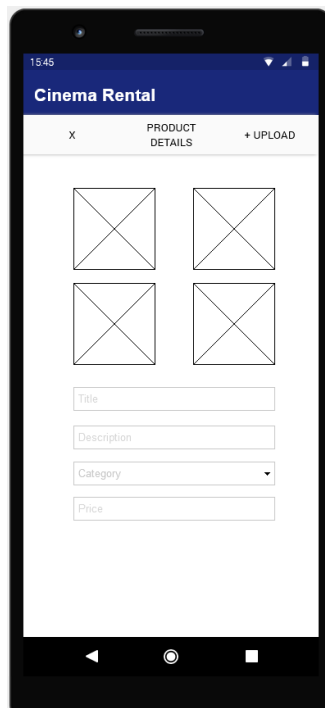 15:45
Cinema Rental
X
PRODUCT
DETAILS
+ UPLOAD
Title
Description
Category
Price